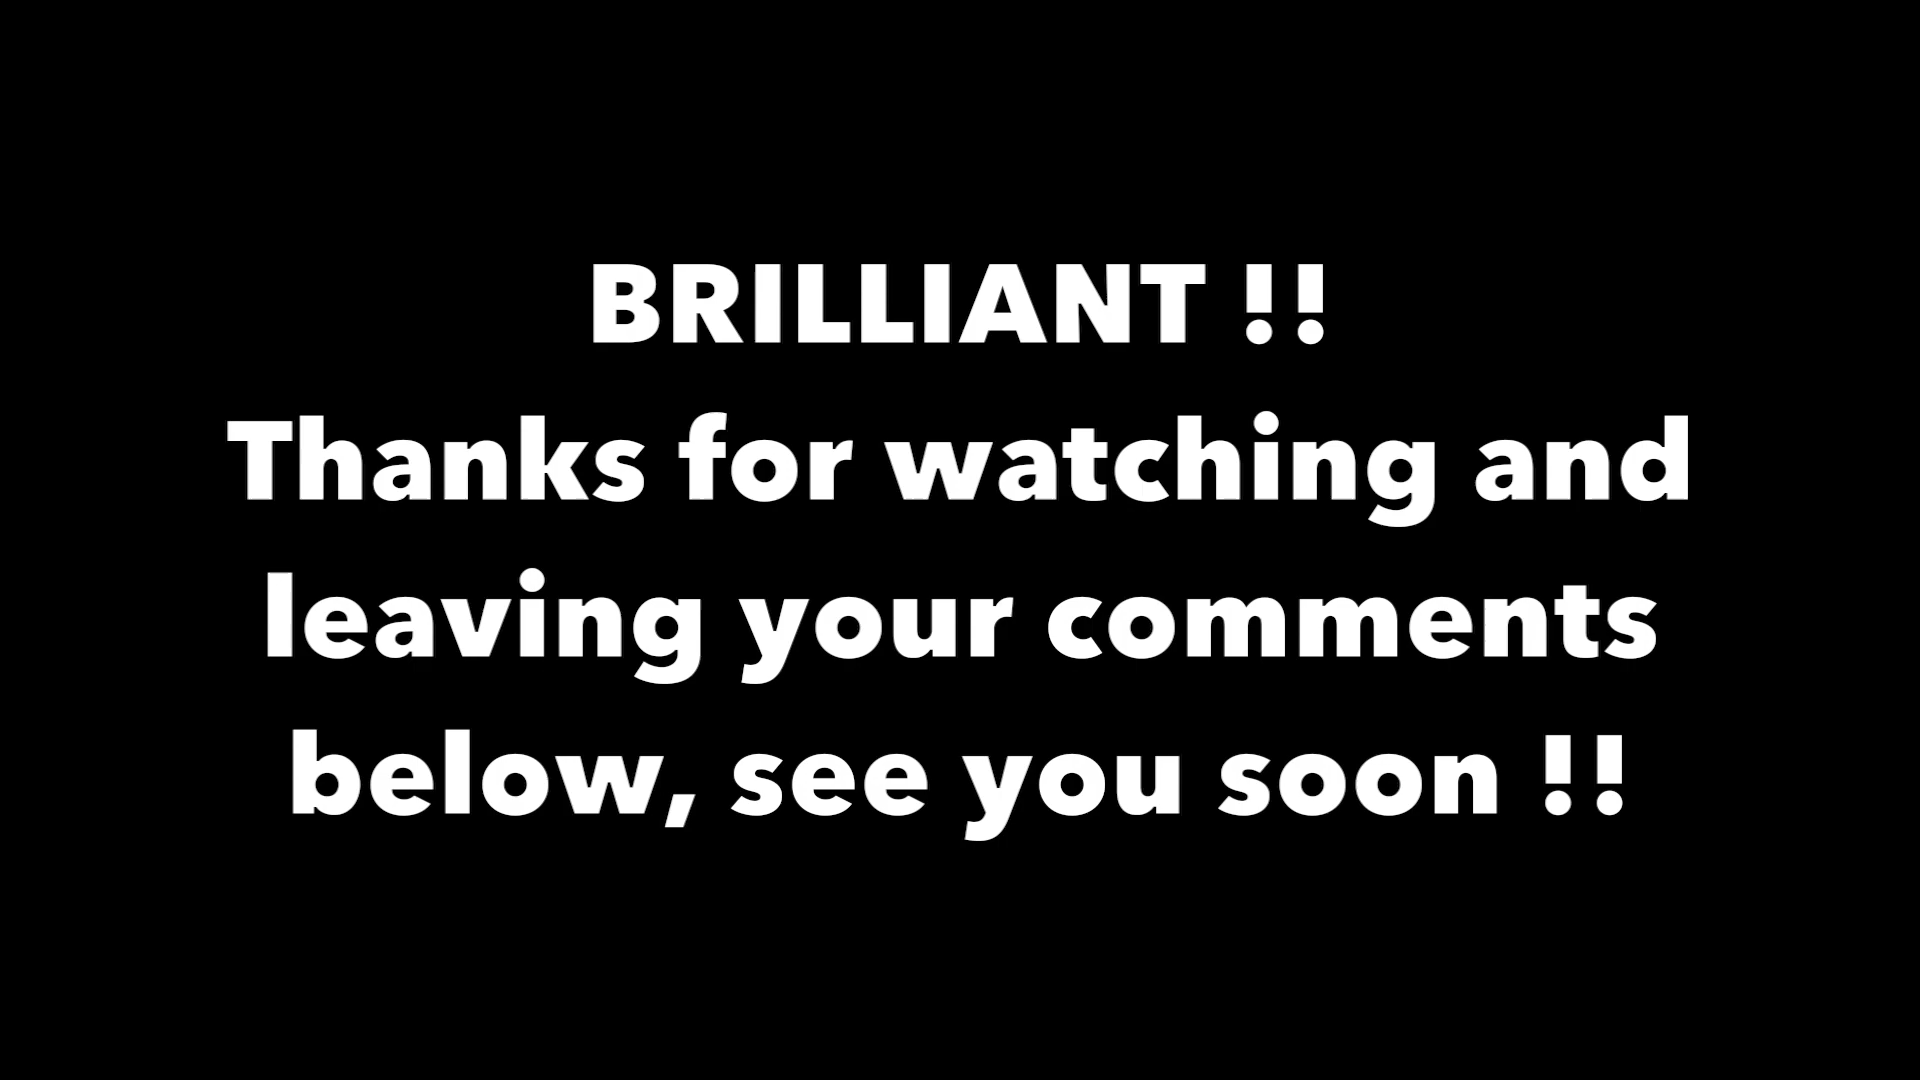 BRILLIANT !!
Thanks for watching and
leaving your comments
below, see you soon !!